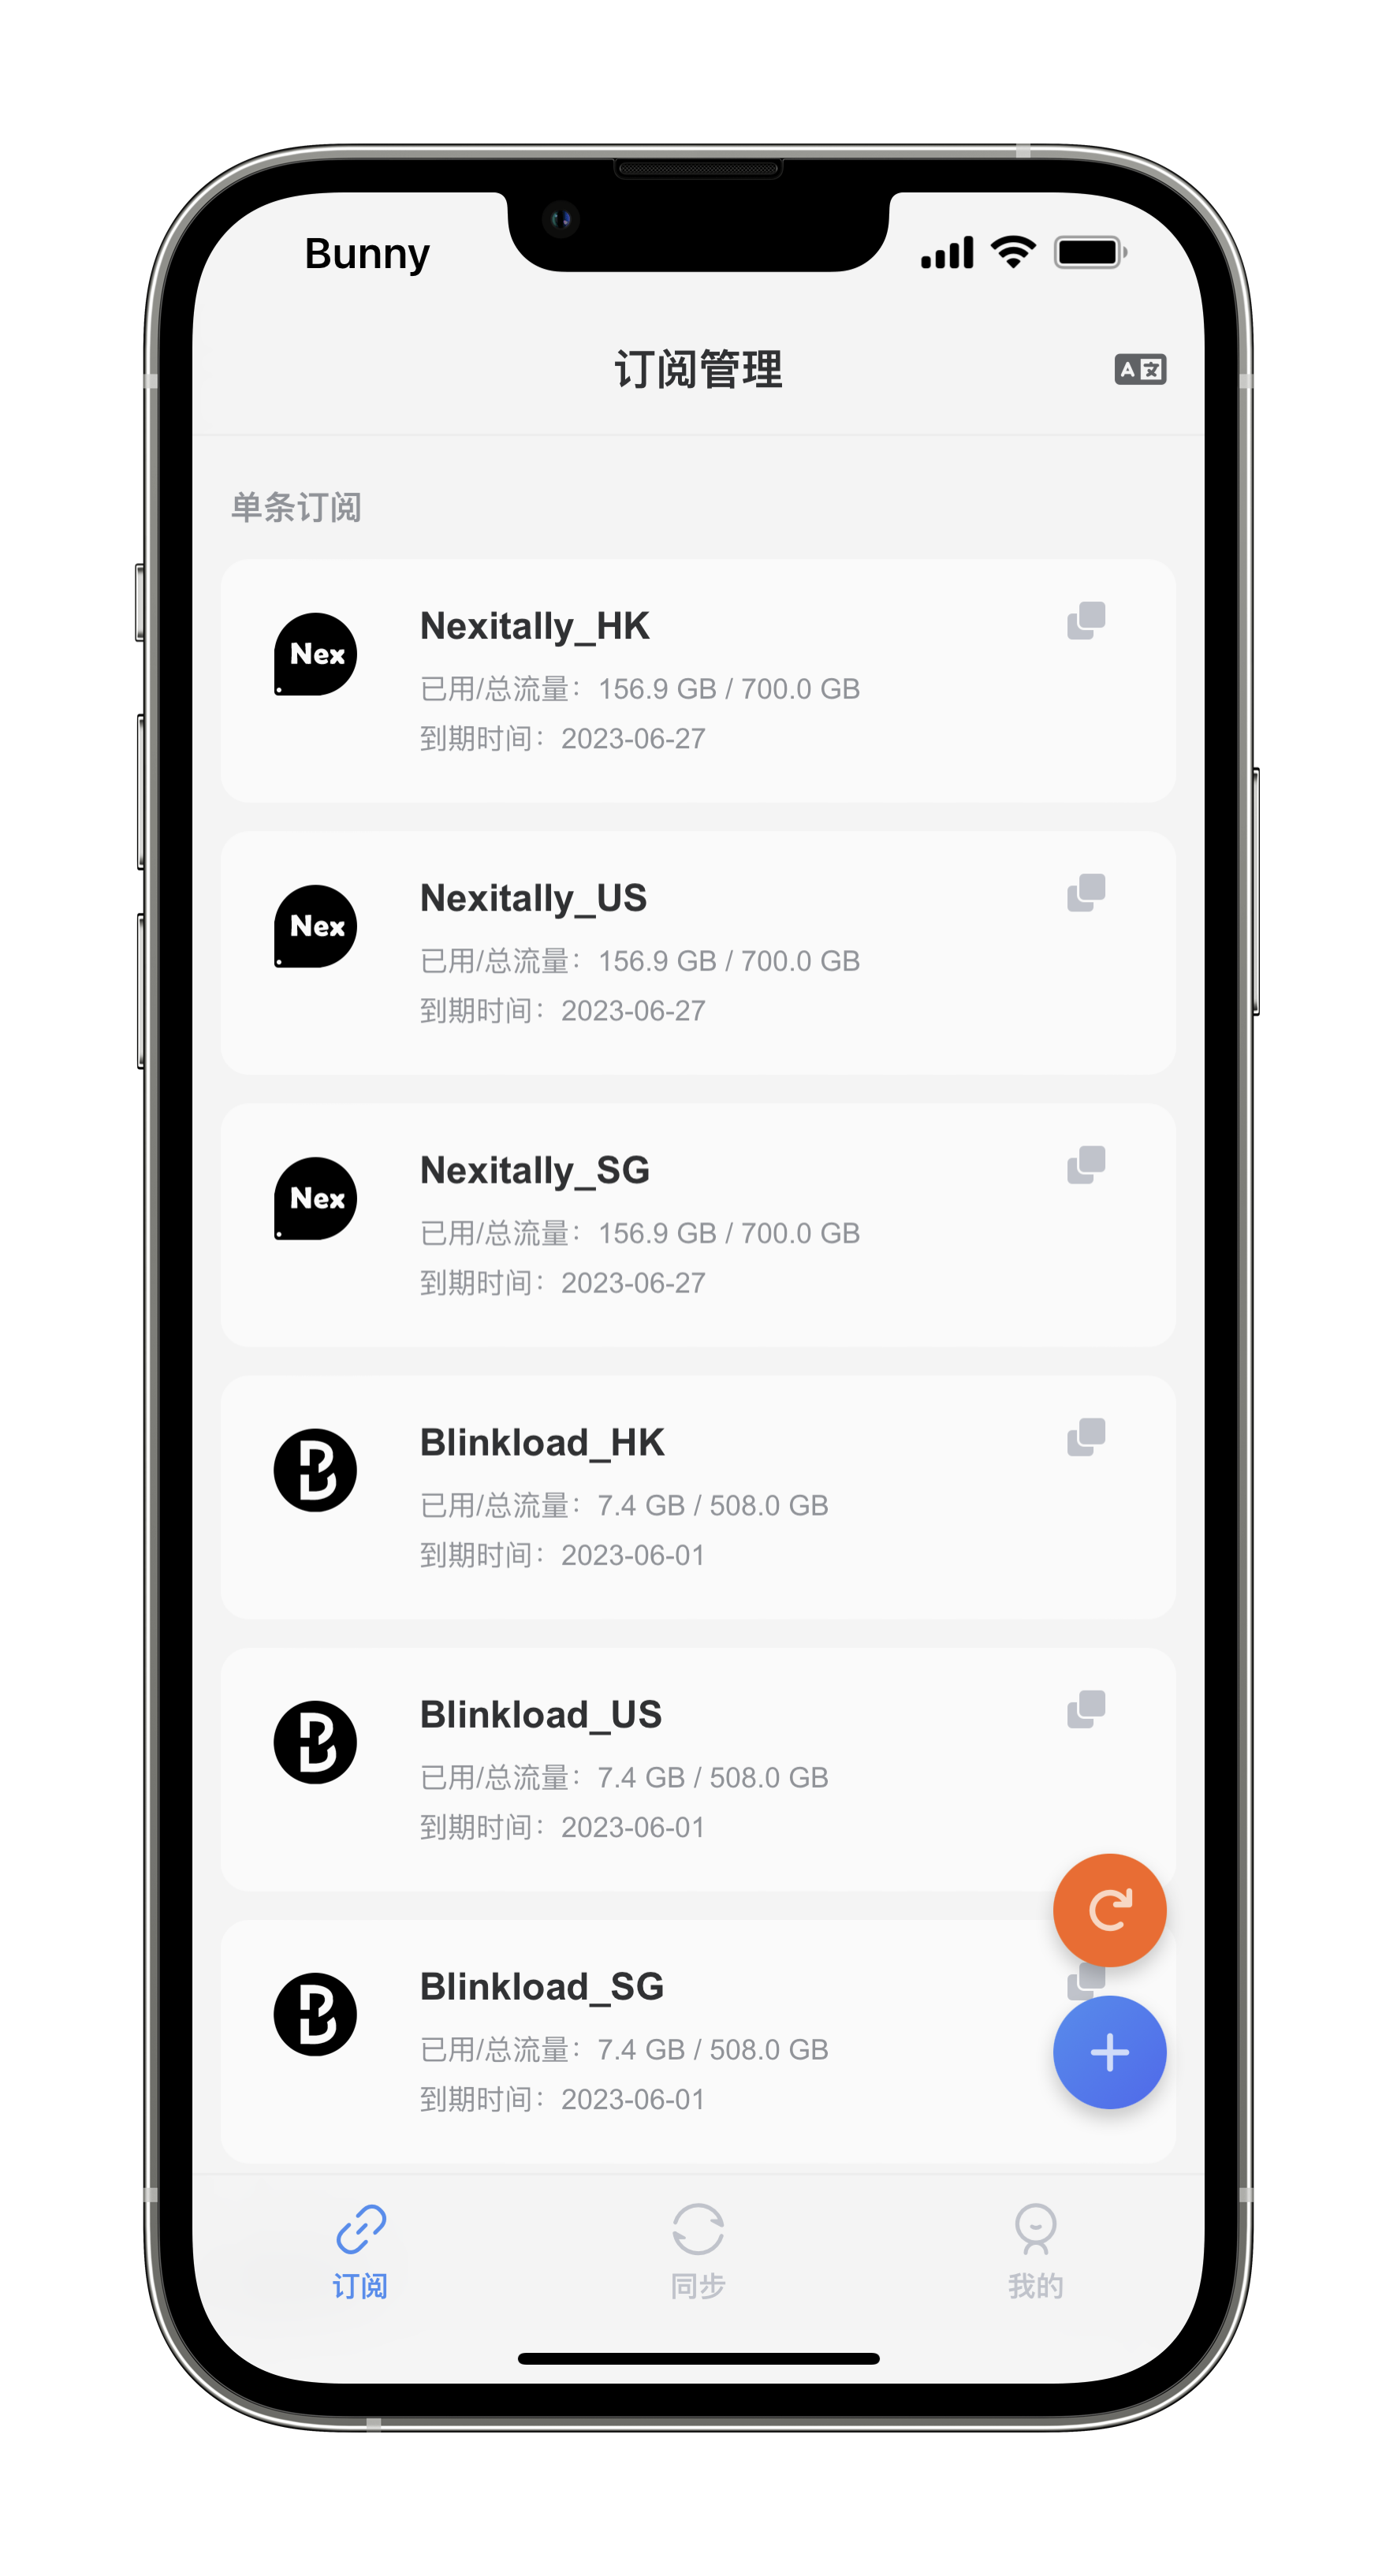 Bunny
订阅管理
A 文
单条订阅
Nex
Nexitally_HK
已用/总流量：156.9 GB / 700.0 GB
到期时间：2023-06-27
Nex
Nexitally_US
已用/总流量：156.9 GB / 700.0 GB
到期时间：2023-06-27
Nex
Nexitally_SG
已用/总流量：156.9 GB / 700.0 GB
到期时间：2023-06-27
B
Blinkload_HK
已用/总流量：7.4 GB / 508.0 GB
到期时间：2023-06-01
B
Blinkload_US
已用/总流量：7.4 GB / 508.0 GB
到期时间：2023-06-01
B
Blinkload_SG
已用/总流量：7.4 GB / 508.0 GB
到期时间：2023-06-01
订阅
同步
我的